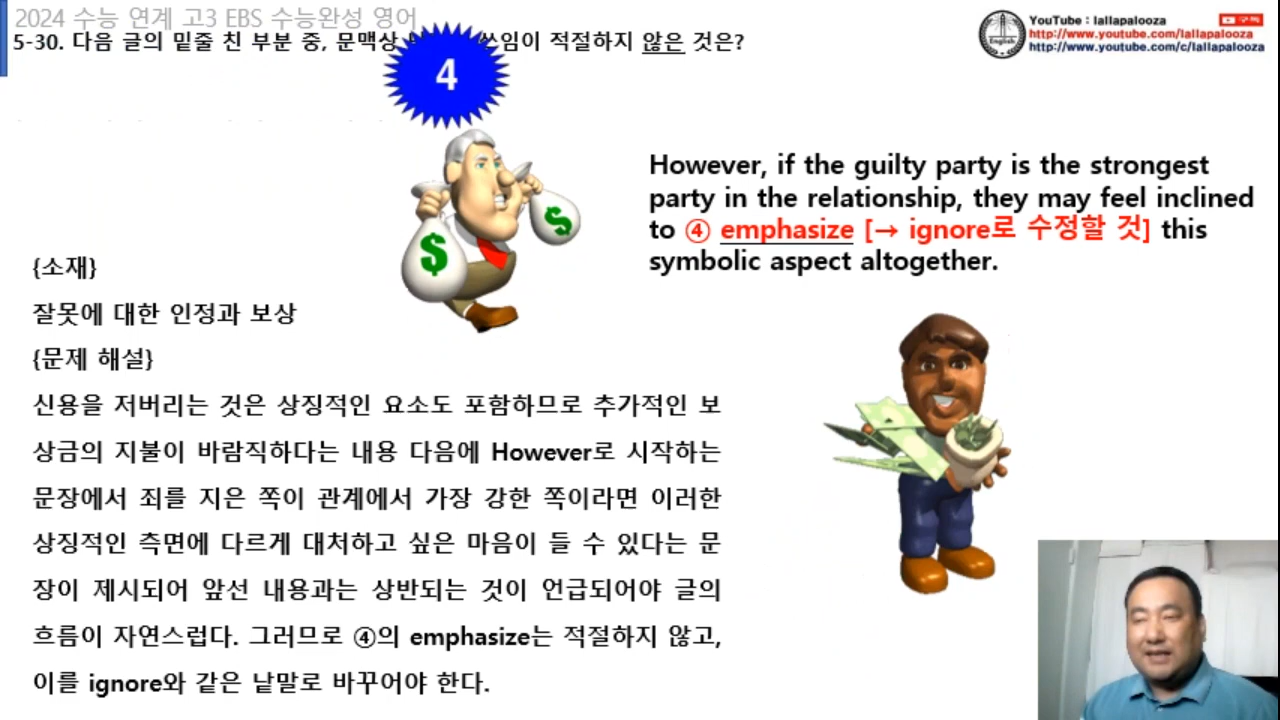 2024 수능 연계 고3 EBS 수능완성 영어
5-30. 다음 글의 밑줄 친 부분 중, 문맥상 쓰임이 적절하지 않은 것은?
YouTube : lallapalooza
구독
http://www.youtube.com/lallapalooza
http://www.youtube.com/c/lallapalooza
English
4
However, if the guilty party is the strongest
party in the relationship, they may feel inclined
to ④ emphasize [→ ignore로 수정할 것] this
symbolic aspect altogether.
{소재}
잘못에 대한 인정과 보상
{문제 해설}
신용을 저버리는 것은 상징적인 요소도 포함하므로 추가적인 보
상금의 지불이 바람직하다는 내용 다음에 However로 시작하는
문장에서 죄를 지은 쪽이 관계에서 가장 강한 쪽이라면 이러한
상징적인 측면에 다르게 대처하고 싶은 마음이 들 수 있다는 문
장이 제시되어 앞선 내용과는 상반되는 것이 언급되어야 글의
흐름이 자연스럽다. 그러므로 ④의 emphasize는 적절하지 않고,
이를 ignore와 같은 낱말로 바꾸어야 한다.
$
$